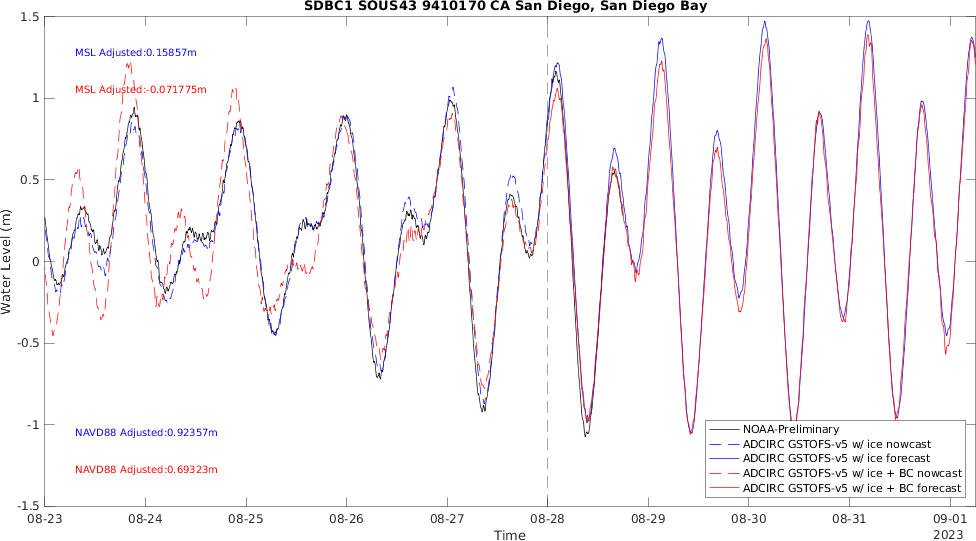 SDBC1 SOUS43 9410170 CA San Diego, San Diego Bay
1.5
1
0.5
0
-0.5
-1
-1.5
Water Level (m)
MSL Adjusted:0.15857m
MSL Adjusted:-0.071775m
NAVD88 Adjusted:0.92357m
NAVD88 Adjusted:0.69323m
NOAA-Preliminary
ADCIRC GSTOFS-v5 w/ ice nowcast
ADCIRC GSTOFS-v5 w/ ice forecast
ADCIRC GSTOFS-v5 w/ ice + BC nowcast
ADCIRC GSTOFS-v5 w/ ice + BC forecast
08-23 08-24 08-25 08-26 08-27 08-28 08-29 08-30 08-31 09-01
Time
2023